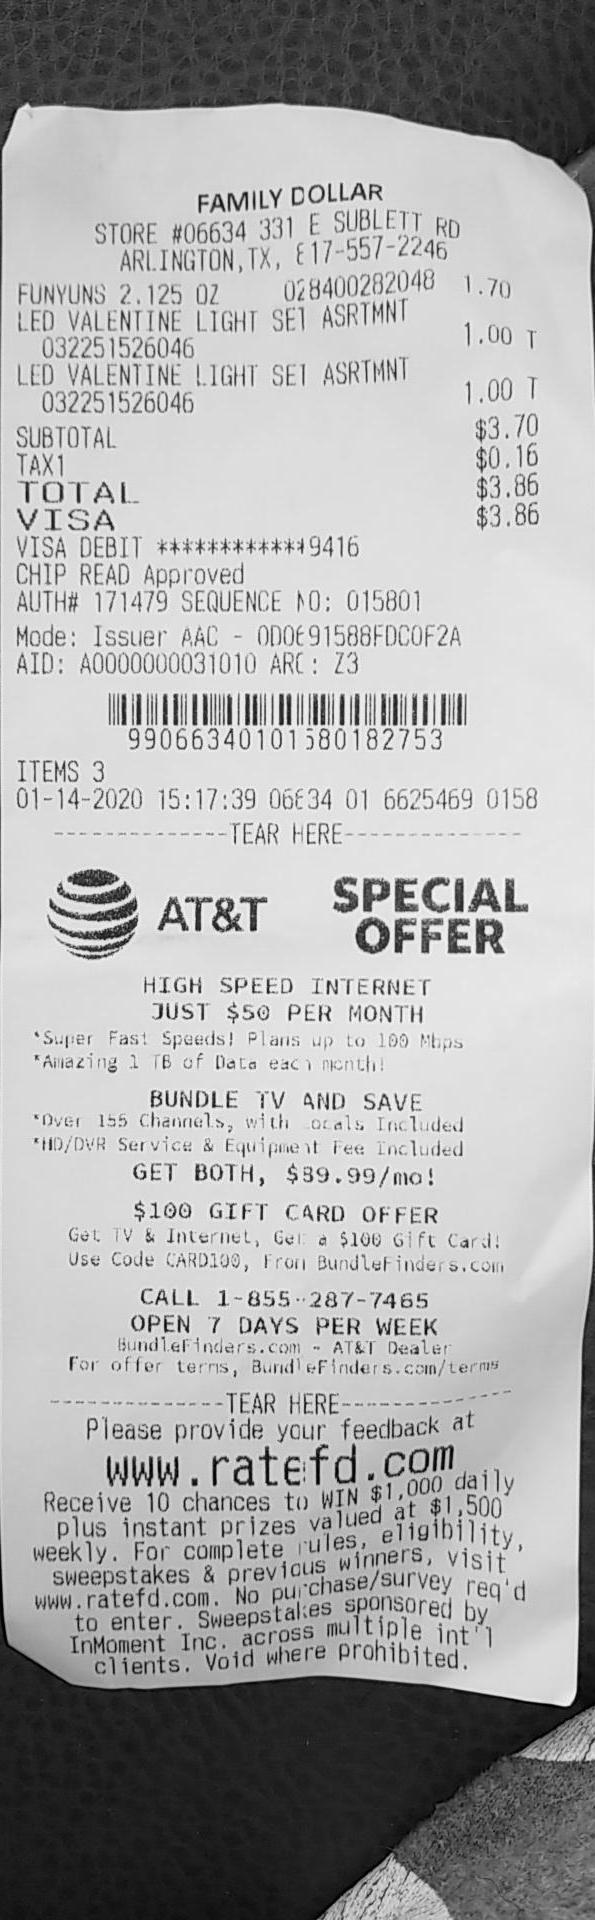 FAMILY DOLLAR
STORE #06634 331 E SUBLETT RD
ARLINGTON,TX, 817-557-2246
FUNYUNS 2.125 OZ 028400282048 1.70
LED VALENTINE LIGHT SET ASRTMNT
032251526046 1.00 T
LED VALENTINE LIGHT SET ASRTMNT
032251526046 1.00 T
SUBTOTAL $3.70
TAX1 $0.16
TOTAL $3.86
VISA $3.86
VISA DEBIT ************9416
CHIP READ Approved
AUTH# 171479 SEQUENCE NO: 015801
Mode: Issuer AAC - 0D0691588FDC0F2A
AID: A0000000031010 ARC: Z3
99066340101580182753
ITEMS 3
01-14-2020 15:17:39 06634 01 6625469 0158
--------------TEAR HERE--------------
AT&T SPECIAL OFFER
HIGH SPEED INTERNET
JUST $50 PER MONTH
*Super Fast Speeds! Plans up to 100 Mbps
*Amazing 1 TB of Data each month!
BUNDLE TV AND SAVE
*Over 155 Channels, with Locals Included
*HD/DVR Service & Equipment Fee Included
GET BOTH, $89.99/mo!
$100 GIFT CARD OFFER
Get TV & Internet, Get a $100 Gift Card!
Use Code CARD100, From BundleFinders.com
CALL 1-855-287-7465
OPEN 7 DAYS PER WEEK
BundleFinders.com - AT&T Dealer
For offer terms, BundleFinders.com/terms
--------------TEAR HERE--------------
Please provide your feedback at
www.ratefd.com
Receive 10 chances to WIN $1,000 daily
plus instant prizes valued at $1,500
weekly. For complete rules, eligibility,
sweepstakes & previous winners, visit
www.ratefd.com. No purchase/survey req'd
to enter. Sweepstakes sponsored by
InMoment Inc. across multiple int'l
clients. Void where prohibited.